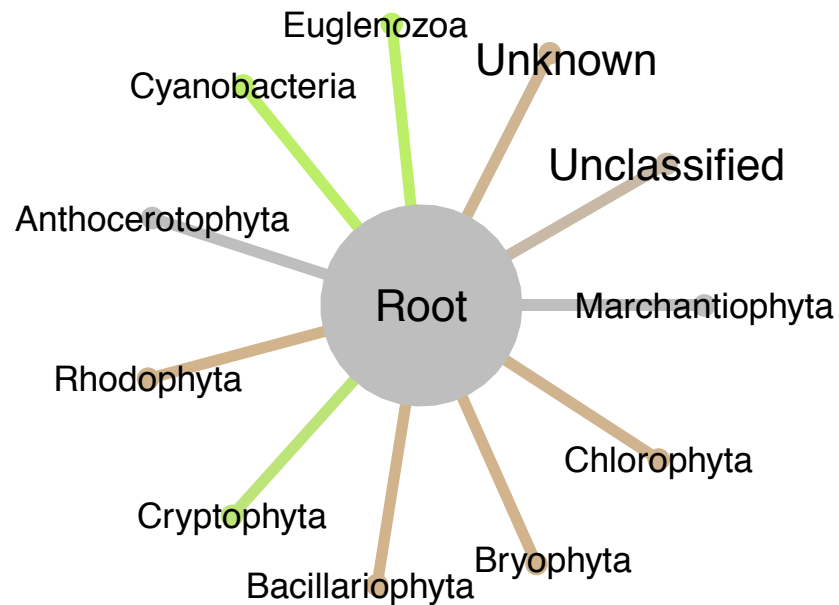 Euglenozoa
Unknown
Cyanobacteria
Unclassified
Anthocerotophyta
Root
Marchantiophyta
Rhodophyta
Chlorophyta
Cryptophyta
Bryophyta
Bacillariophyta